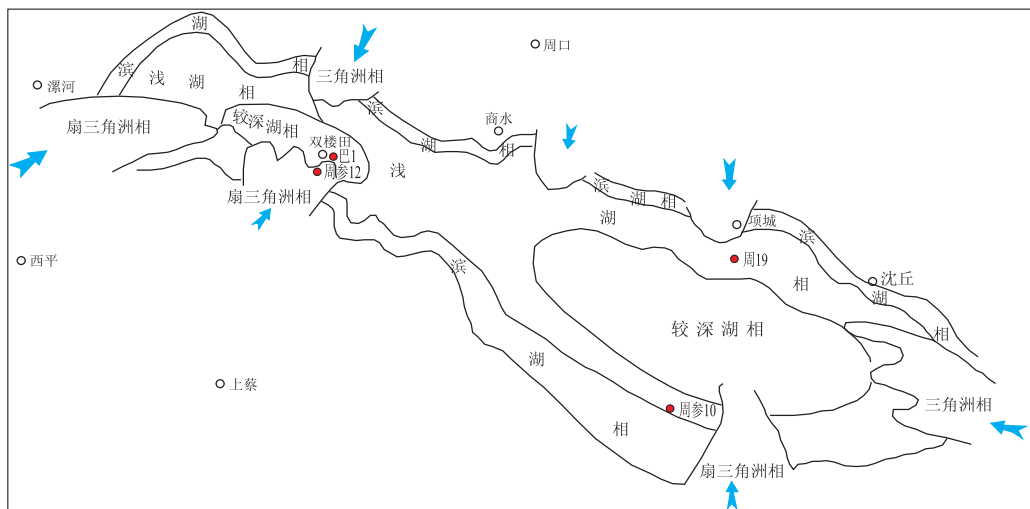 湖
相
滨
浅
湖
相
三角洲相
周口
漯河
扇三角洲相
较深湖相
双楼田
巴1
周参12
扇三角洲相
滨
湖
相
商水
浅
湖
相
滨
湖
相
项城
滨
湖
相
沈丘
周19
西平
滨
湖
相
较深湖相
上蔡
周参10
三角洲相
扇三角洲相